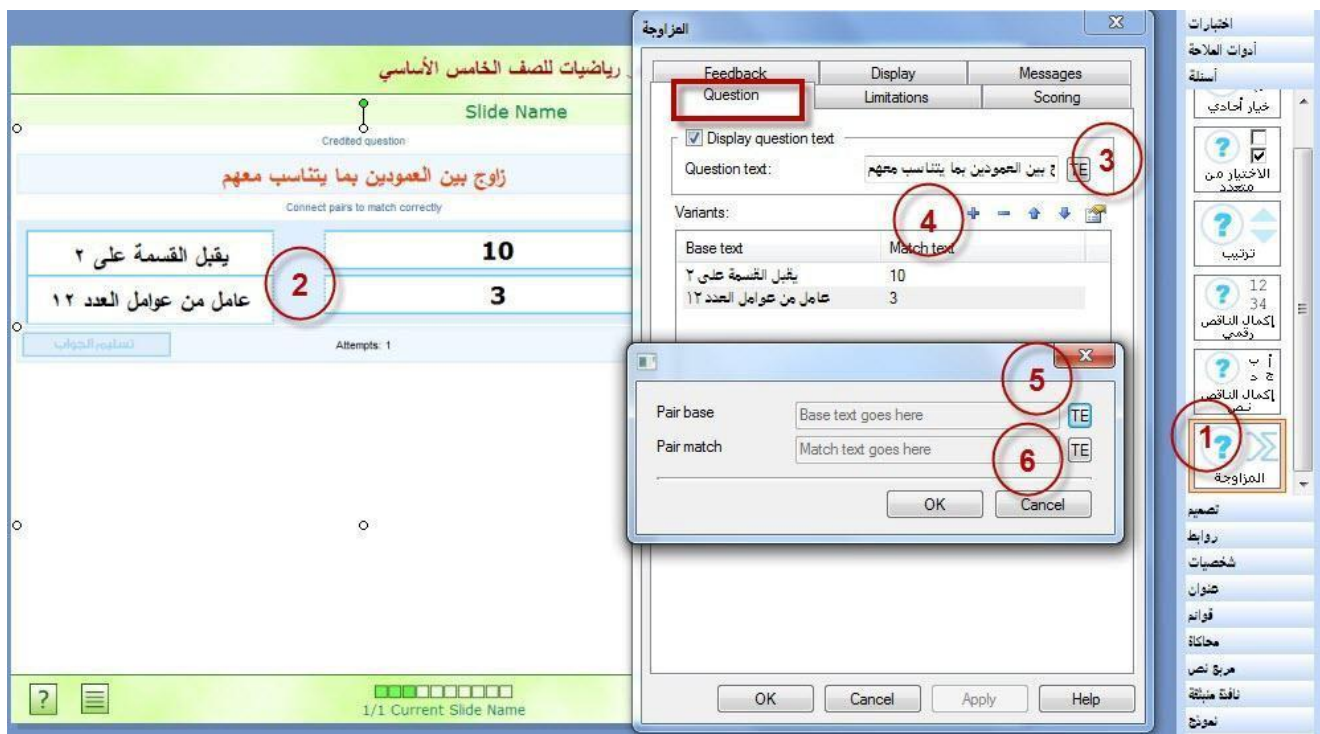 رياضيات للصف الخامس الأساسي
Slide Name
Credited question
زاوج بين العمودين بما يتناسب معهم
Connect pairs to match correctly
يقبل القسمة على ٢
10
2
عامل من عوامل العدد ١٢
3
تسليم الجواب
Attempts: 1
?
1/1 Current Slide Name
المزاوجة
Feedback
Display
Messages
Question
Limitations
Scoring
Display question text
Question text:
ج بين العمودين بما يتناسب معهم
TE
3
Variants:
4
Base text
Match text
يقبل القسمة على ٢
10
عامل من عوامل العدد ١٢
3
5
Pair base
Base text goes here
TE
Pair match
Match text goes here
TE
6
OK
Cancel
OK
Cancel
Apply
Help
اختبارات
أدوات الملاحة
أسئلة
خيار أحادي
?
الاختيار من
متعدد
?
ترتيب
?
12
34
إكمال الناقص
رقمي
?
أ ب
ج د
إكمال الناقص
نص
1
?
المزاوجة
تصميم
روابط
شخصيات
عنوان
قوائم
محاكاة
مربع نص
نافذة منبثقة
نموذج